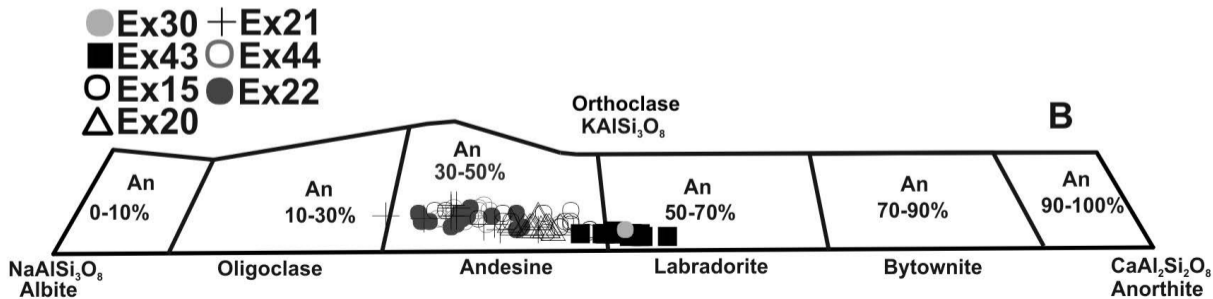 Ex30 Ex21
Ex43 Ex44
Ex15 Ex22
Ex20
Orthoclase
KAlSi₃O₈
B
An
0-10%
An
10-30%
An
30-50%
An
50-70%
An
70-90%
An
90-100%
NaAlSi₃O₈
Albite
Oligoclase
Andesine
Labradorite
Bytownite
CaAl₂Si₂O₈
Anorthite